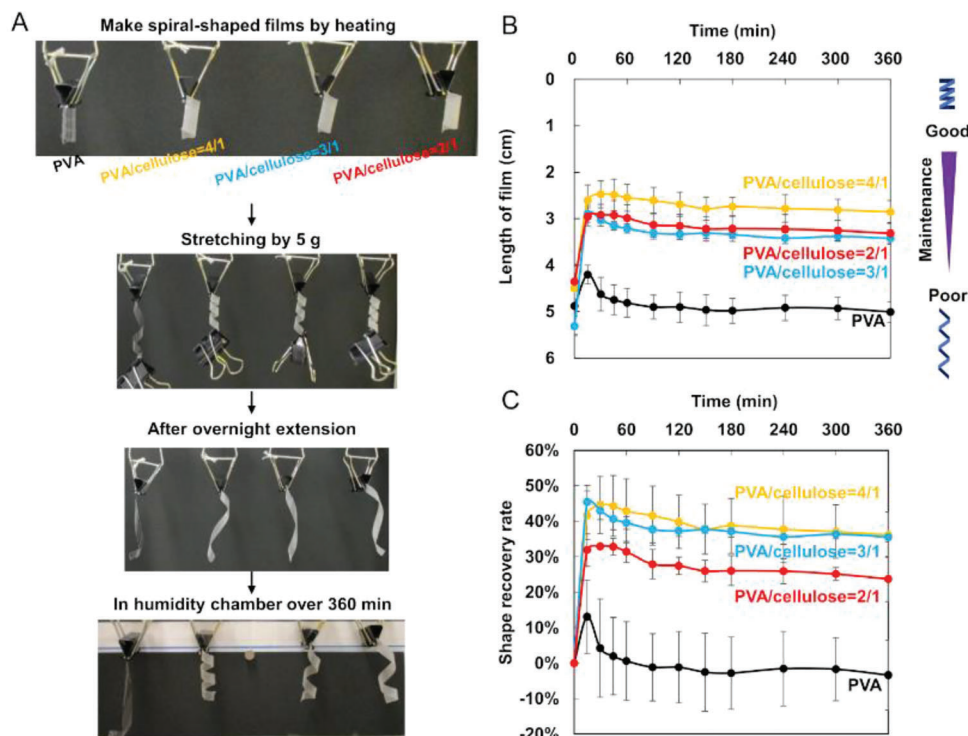 A
Make spiral-shaped films by heating
PVA
PVA/cellulose=4/1
PVA/cellulose=3/1
PVA/cellulose=2/1
Stretching by 5 g
After overnight extension
In humidity chamber over 360 min
B
Time (min)
0 60 120 180 240 300 360
Length of film (cm)
0
1
2
3
4
5
6
PVA/cellulose=4/1
PVA/cellulose=2/1
PVA/cellulose=3/1
PVA
Good
Maintenance
Poor
C
Time (min)
0 60 120 180 240 300 360
Shape recovery rate
60%
50%
40%
30%
20%
10%
0%
-10%
-20%
PVA/cellulose=4/1
PVA/cellulose=3/1
PVA/cellulose=2/1
PVA